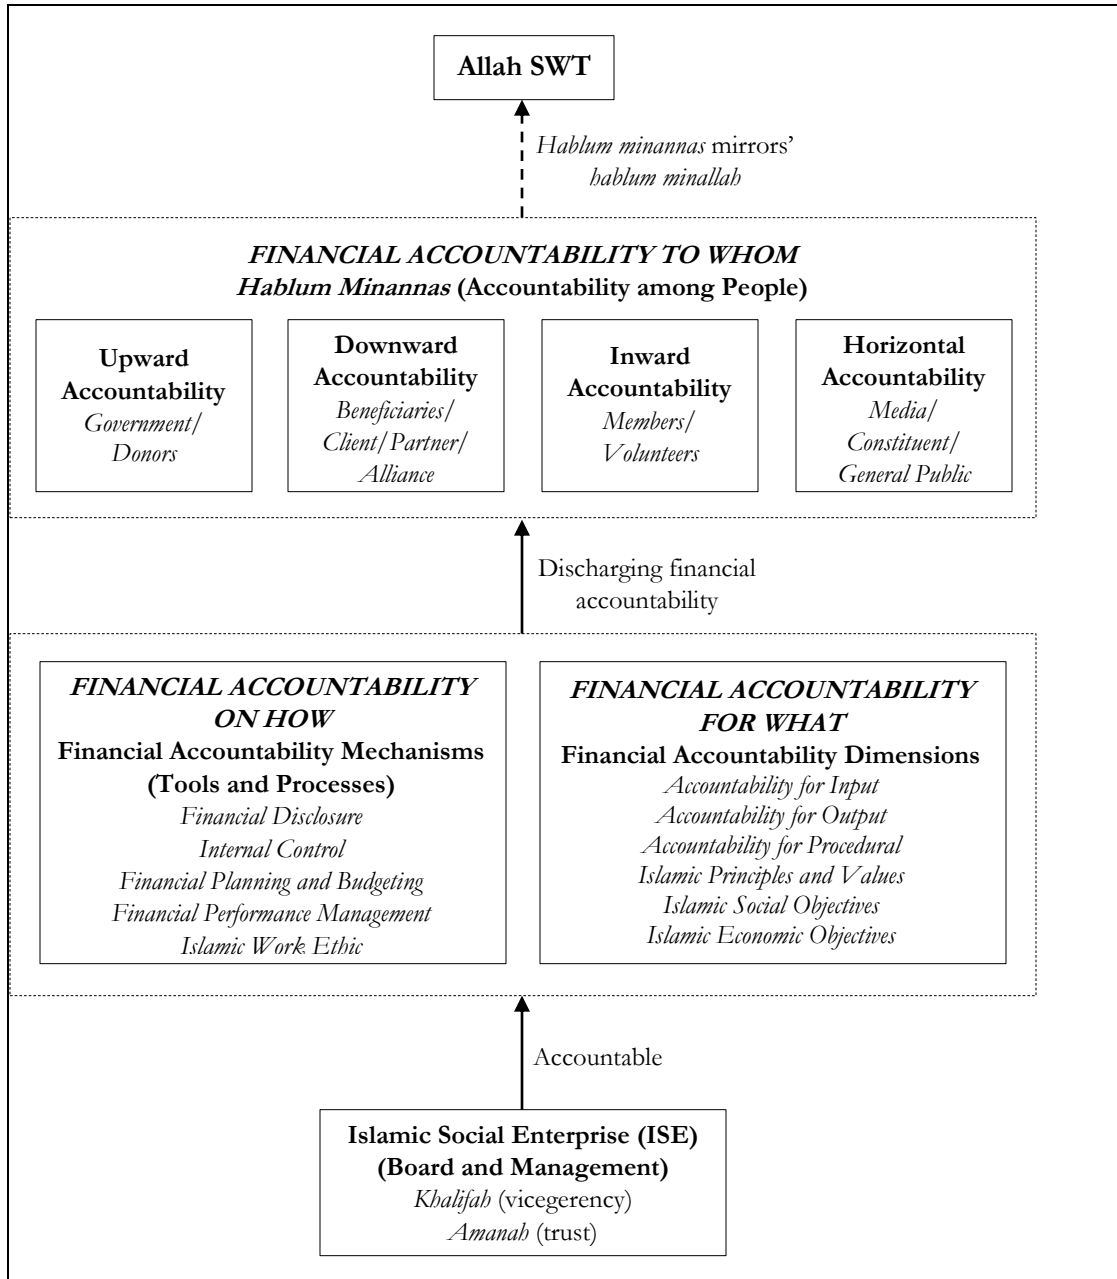 Allah SWT
Hablum minannas mirrors’
hablum minallah
FINANCIAL ACCOUNTABILITY TO WHOM
Hablum Minannas (Accountability among People)
Upward
Accountability
Government/
Donors
Downward
Accountability
Beneficiaries/
Client/Partner/
Alliance
Inward
Accountability
Members/
Volunteers
Horizontal
Accountability
Media/
Constituent/
General Public
Discharging financial
accountability
FINANCIAL ACCOUNTABILITY
ON HOW
Financial Accountability Mechanisms
(Tools and Processes)
Financial Disclosure
Internal Control
Financial Planning and Budgeting
Financial Performance Management
Islamic Work Ethic
FINANCIAL ACCOUNTABILITY
FOR WHAT
Financial Accountability Dimensions
Accountability for Input
Accountability for Output
Accountability for Procedural
Islamic Principles and Values
Islamic Social Objectives
Islamic Economic Objectives
Accountable
Islamic Social Enterprise (ISE)
(Board and Management)
Khalifah (vicegerency)
Amanah (trust)